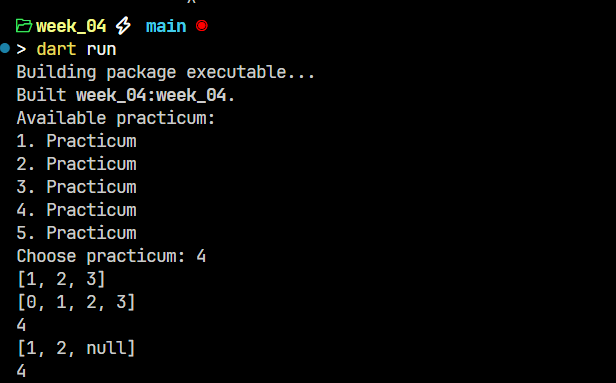 week_04 main
> dart run
Building package executable...
Built week_04:week_04.
Available practicum:
1. Practicum
2. Practicum
3. Practicum
4. Practicum
5. Practicum
Choose practicum: 4
[1, 2, 3]
[0, 1, 2, 3]
4
[1, 2, null]
4